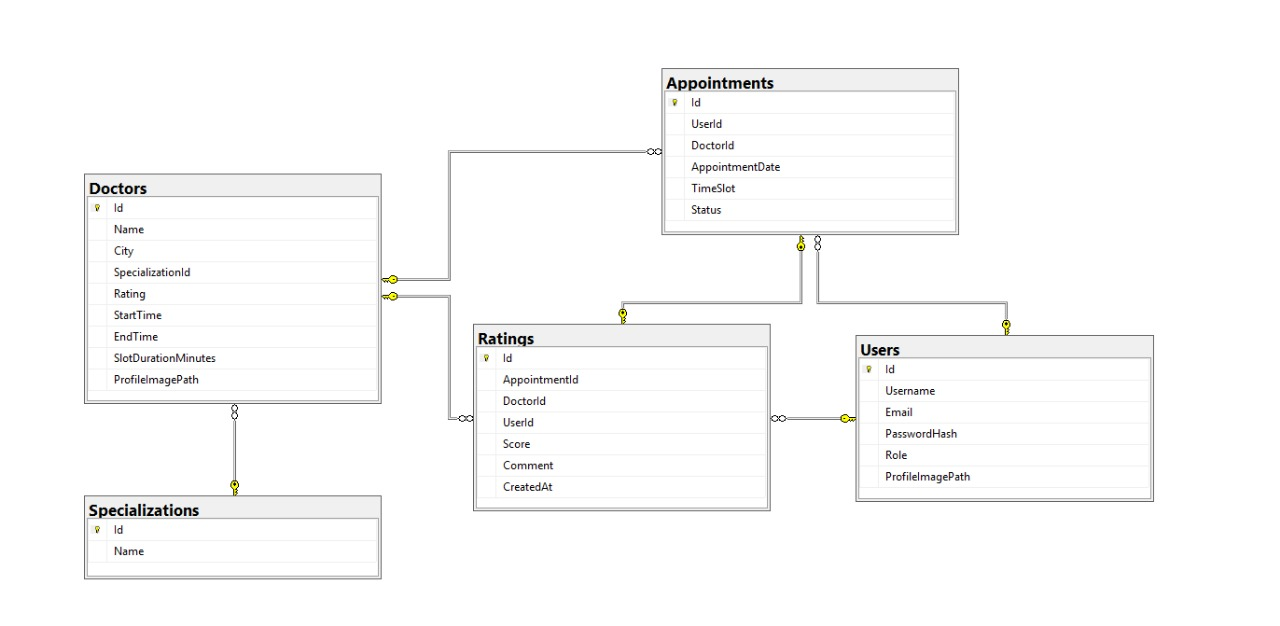 Appointments
Id
UserId
DoctorId
AppointmentDate
TimeSlot
Status
Doctors
Id
Name
City
SpecializationId
Rating
StartTime
EndTime
SlotDurationMinutes
ProfileImagePath
Ratings
Id
AppointmentId
DoctorId
UserId
Score
Comment
CreatedAt
Users
Id
Username
Email
PasswordHash
Role
ProfileImagePath
Specializations
Id
Name